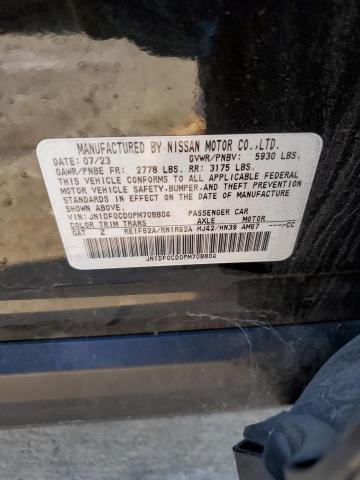 MANUFACTURED BY NISSAN MOTOR CO.,LTD.
DATE: 07/23 GVWR/PNBV: 5930 LBS.
GAWR/PNBE FR: 2778 LBS. RR: 3175 LBS.
THIS VEHICLE CONFORMS TO ALL APPLICABLE FEDERAL
MOTOR VEHICLE SAFETY,BUMPER,AND THEFT PREVENTION
STANDARDS IN EFFECT ON THE DATE OF MANUFACTURE
SHOWN ABOVE.
VIN: JN1DF0CD0PM708804 PASSENGER CAR
COLOR TRIM TRANS AXLE MOTOR
GAT Z RE1F62A/RN1R62A HJ42/HN39 AM67 ----CC
JN1DF0CD0PM708804